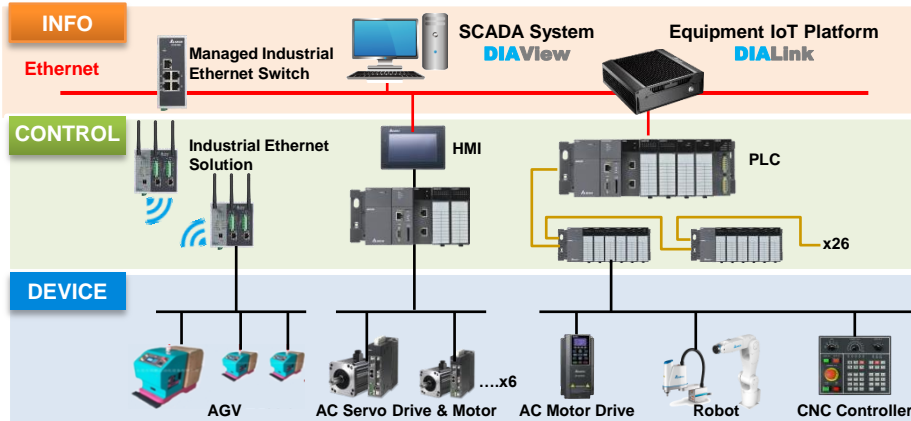 INFO
Ethernet
Managed Industrial
Ethernet Switch
SCADA System
DIAView
Equipment IoT Platform
DIALink
CONTROL
Industrial Ethernet
Solution
HMI
PLC
x26
DEVICE
AGV
AC Servo Drive & Motor
....x6
AC Motor Drive
Robot
CNC Controller